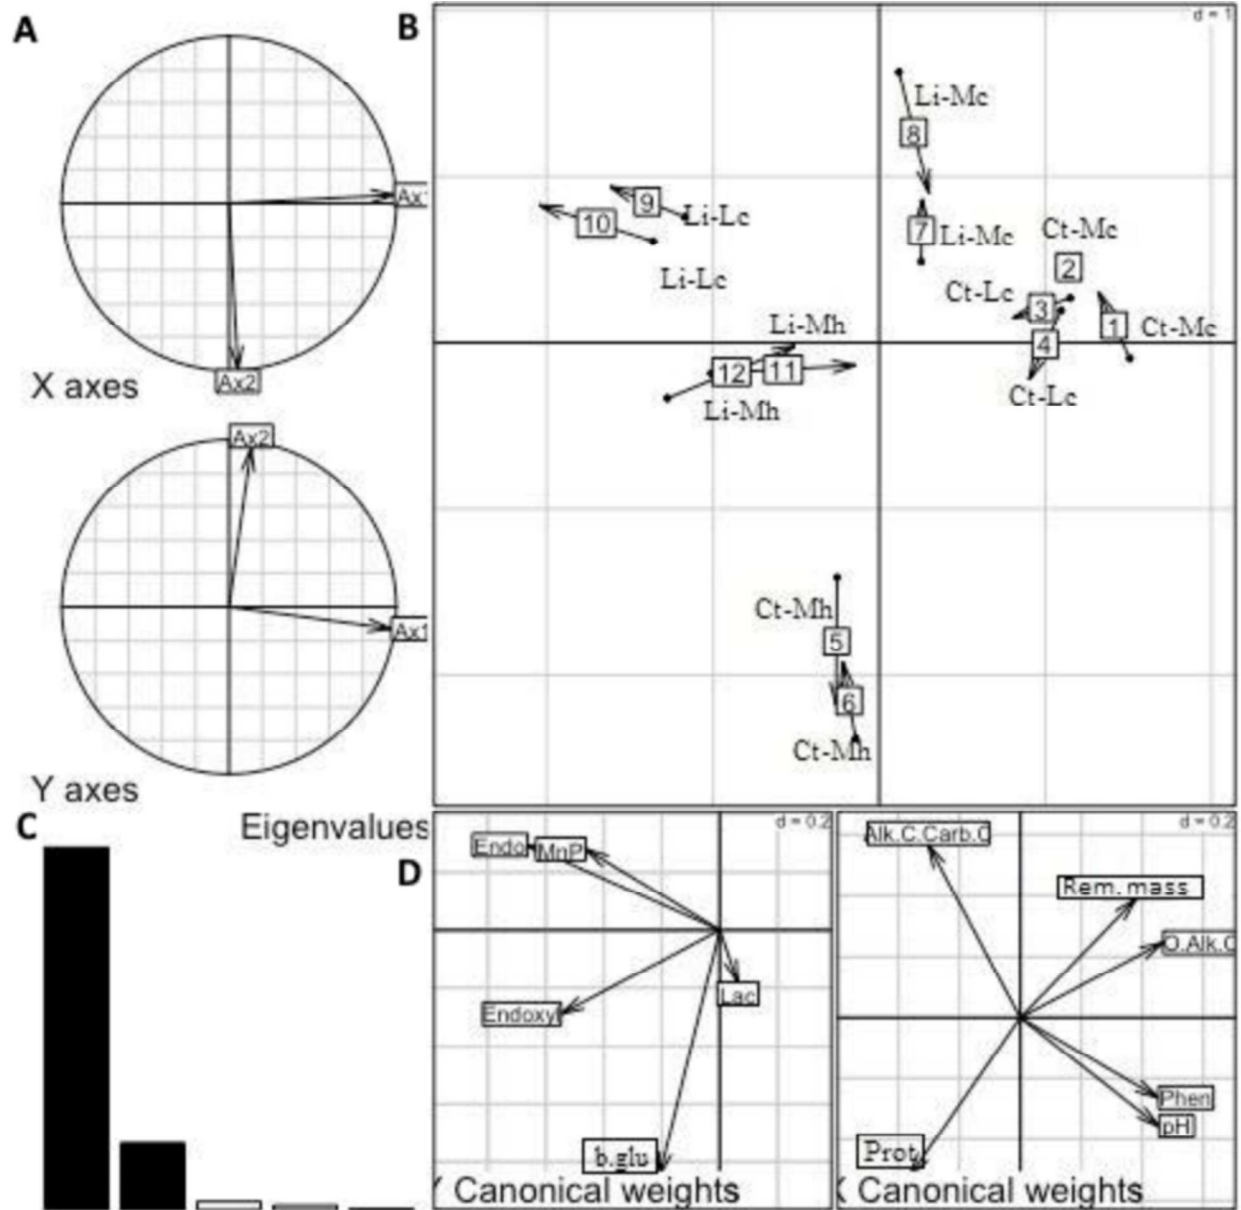 A
Ax1
X axes
Ax2
Ax2
Ax1
Y axes
B
d = 1
Li-Mc
8
9
10
Li-Lc
Li-Lc
7
Li-Mc
Ct-Mc
2
Ct-Lc
3
1
Ct-Mc
4
Ct-Lc
Li-Mh
12
11
Li-Mh
Ct-Mh
5
6
Ct-Mh
C
Eigenvalues
D
d = 0.2
Endo
MnP
Lac
Endoxyl
b.glu
Y Canonical weights
d = 0.2
Alk.C.Carb.C
Rem. mass
O.Alk.C
Phen
pH
Prot
X Canonical weights